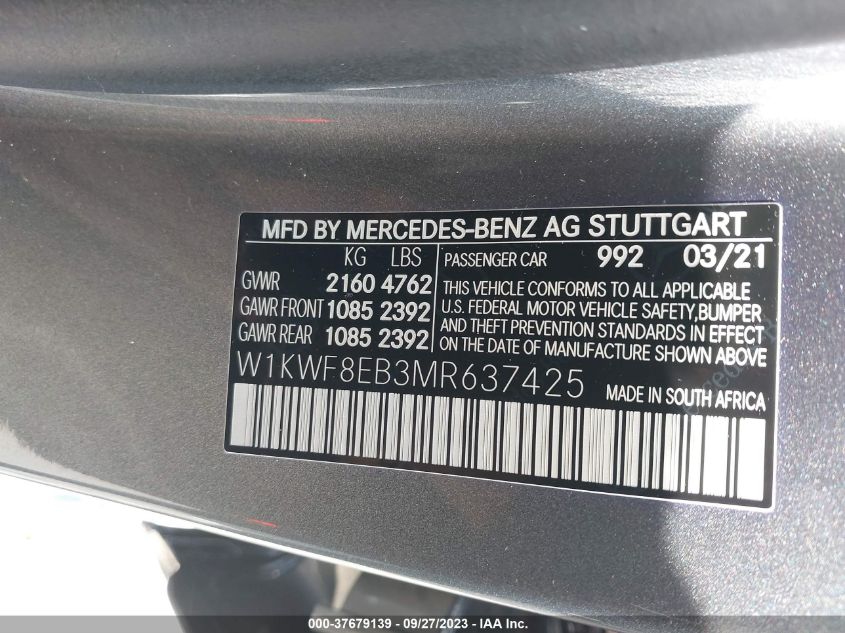 MFD BY MERCEDES-BENZ AG STUTTGART
KG LBS
GVWR 2160 4762
GAWR FRONT 1085 2392
GAWR REAR 1085 2392
PASSENGER CAR 992 03/21
THIS VEHICLE CONFORMS TO ALL APPLICABLE
U.S. FEDERAL MOTOR VEHICLE SAFETY,BUMPER
AND THEFT PREVENTION STANDARDS IN EFFECT
ON THE DATE OF MANUFACTURE SHOWN ABOVE.
W1KWF8EB3MR637425 MADE IN SOUTH AFRICA
000-37679139 — 09/27/2023 — IAA Inc.